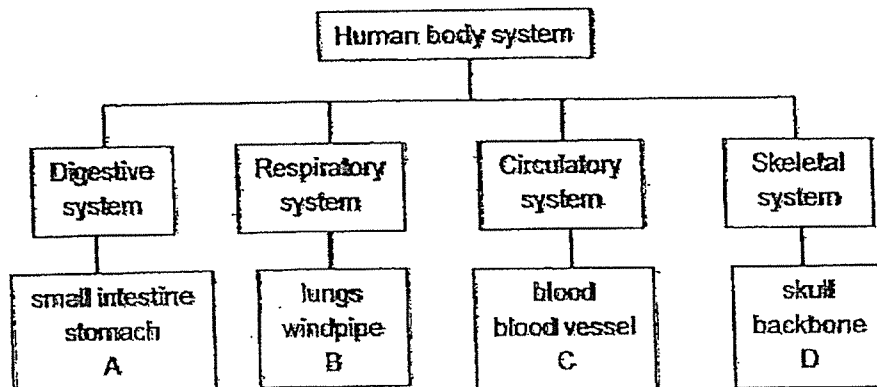 Human body system
Digestive
system
Respiratory
system
Circulatory
system
Skeletal
system
small intestine
stomach
A
lungs
windpipe
B
blood
blood vessel
C
skull
backbone
D